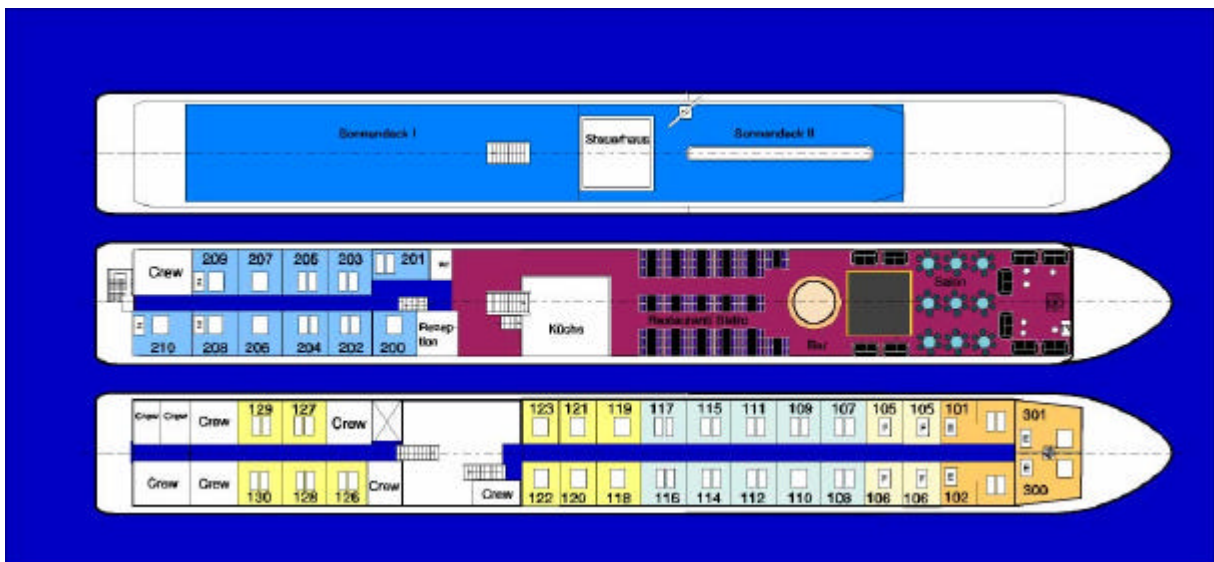 Sonnendeck I
Steuerhaus
Sonnendeck II
209 207 205 203 201
Crew
Salon
Küche
Restaurant/ Bistro
Rezep-
tion
Bar
210 208 206 204 202 200
Crew Crew Crew 129 127 Crew 123 121 119 117 115 111 109 107 105 105 101 301
Crew Crew 130 128 126 Crew Crew 122 120 118 116 114 112 110 108 106 106 102 300